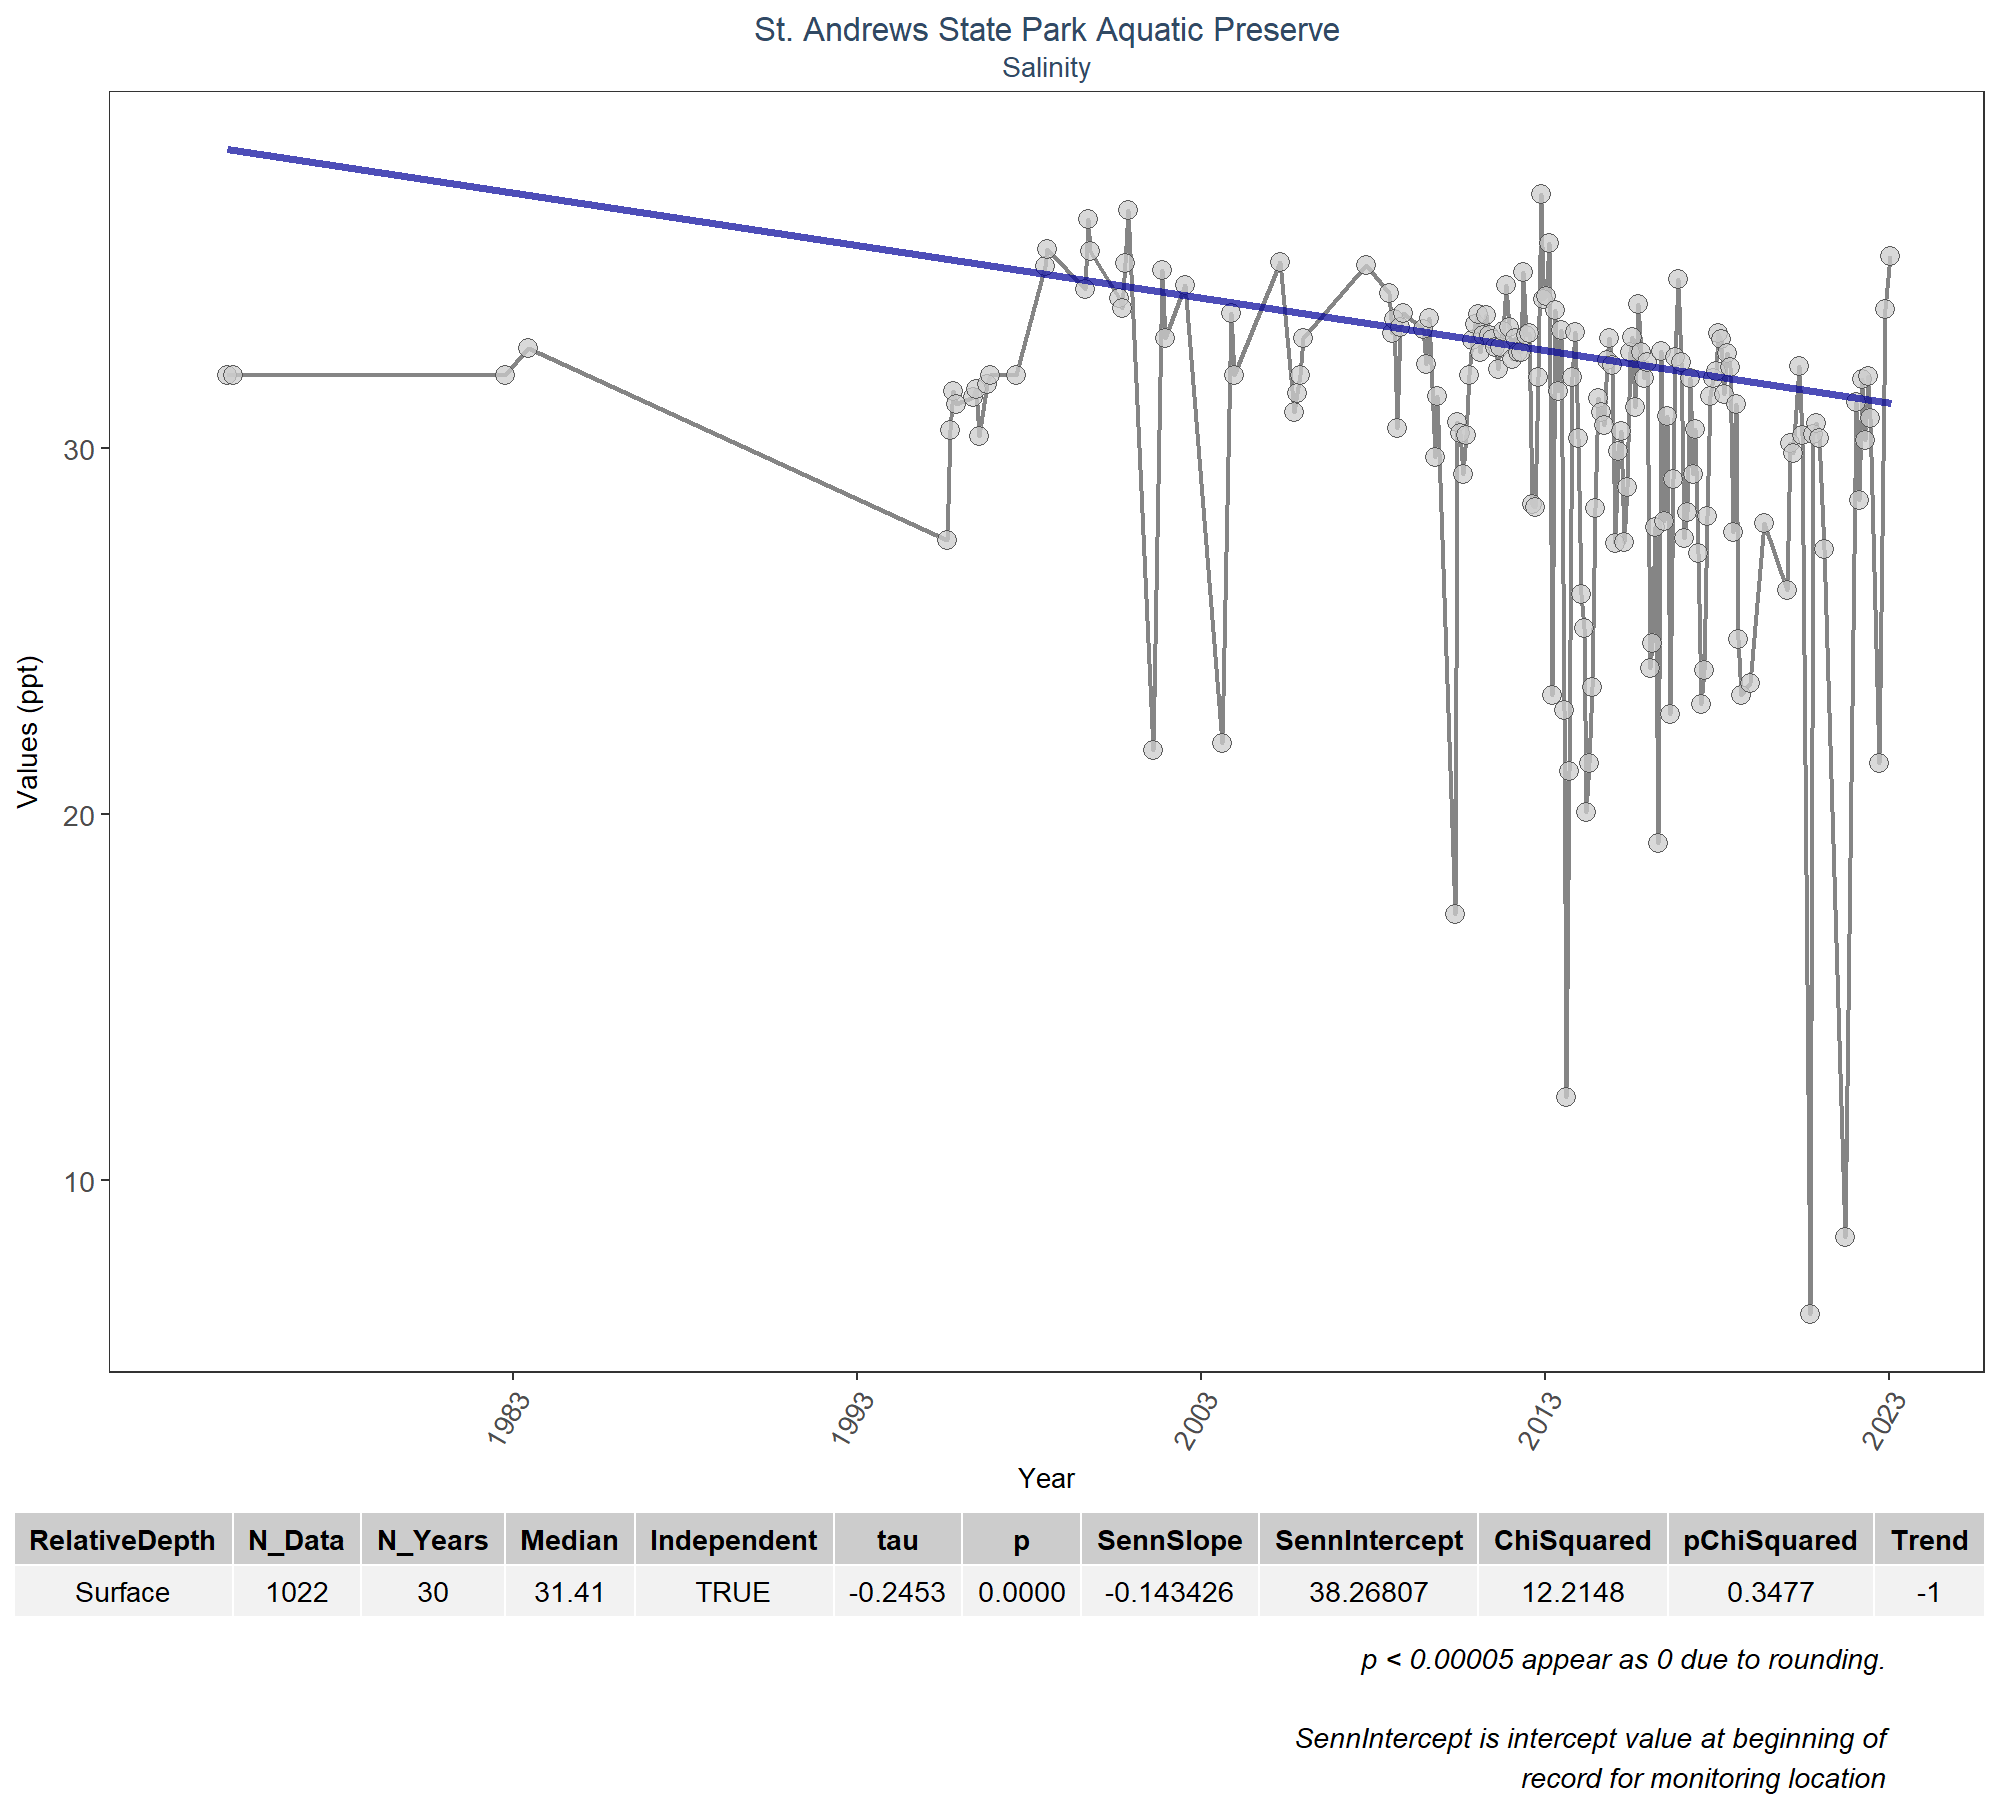 St. Andrews State Park Aquatic Preserve
Salinity
Values (ppt)
30
20
10
1983 1993 2003 2013 2023
Year
RelativeDepth N_Data N_Years Median Independent tau p SennSlope SennIntercept ChiSquared pChiSquared Trend
Surface 1022 30 31.41 TRUE -0.2453 0.0000 -0.143426 38.26807 12.2148 0.3477 -1
p < 0.00005 appear as 0 due to rounding.
SennIntercept is intercept value at beginning of
record for monitoring location